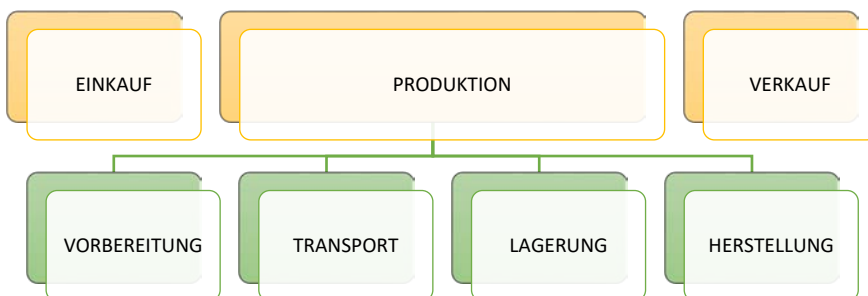 EINKAUF
PRODUKTION
VERKAUF
VORBEREITUNG
TRANSPORT
LAGERUNG
HERSTELLUNG